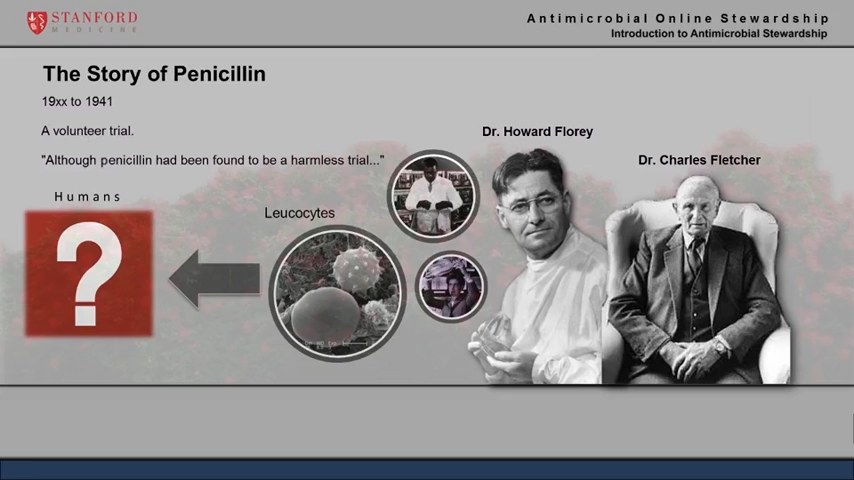 STANFORD
MEDICINE
Antimicrobial Online Stewardship
Introduction to Antimicrobial Stewardship
The Story of Penicillin
19xx to 1941
A volunteer trial.
"Although penicillin had been found to be a harmless trial..."
Humans
?
Leucocytes
Dr. Howard Florey
Dr. Charles Fletcher